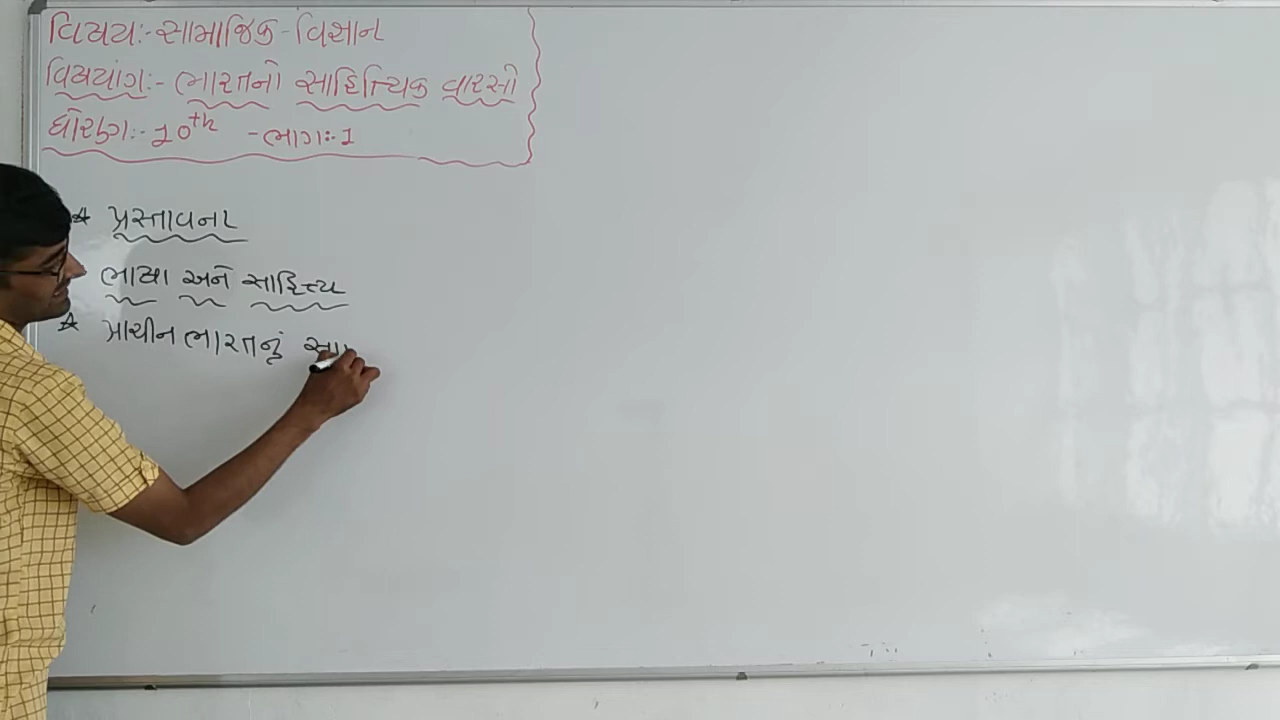 વિષય:-સામાજિક-વિજ્ઞાન
વિષયાંગ:- ભારતનો સાહિત્યિક વારસો
ધોરણ:-10th -ભાગ:-1
* પ્રસ્તાવના
ભાષા અને સાહિત્ય
* પ્રાચીન ભારતનું સા